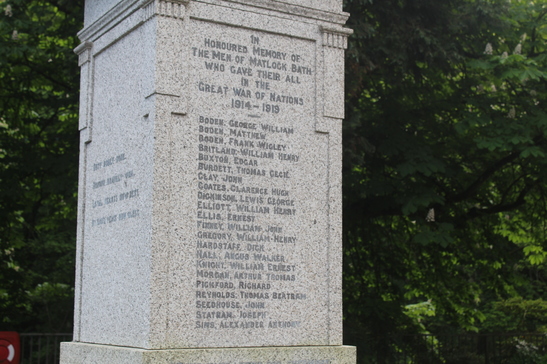 IN
HONOURED MEMORY OF
THE MEN OF MATLOCK BATH
WHO GAVE THEIR ALL
IN THE
GREAT WAR OF NATIONS
1914-1919
BODEN, GEORGE WILLIAM
BODEN, MATTHEW
BODEN, FRANK WIGLEY
BRITLAND, WILLIAM HENRY
BUXTON, EDGAR
BURDETT, THOMAS CECIL
CLAY, JOHN
COATES, CLARENCE HUGH
DICKINSON, LEWIS GEORGE
ELLIOTT, WILLIAM HENRY
ELLIS, ERNEST
FINNEY, WILLIAM JOHN
GREGORY, WILLIAM HENRY
HARDSTAFF, DICK
HALL, ANGUS WALKER
KNIGHT, WILLIAM ERNEST
MORGAN, ARTHUR THOMAS
PICKFORD, RICHARD
REYNOLDS, THOMAS BERTRAM
SEEDHOUSE, JOHN
STATHAM, JOSEPH
SIMS, ALEXANDER ANTHONY